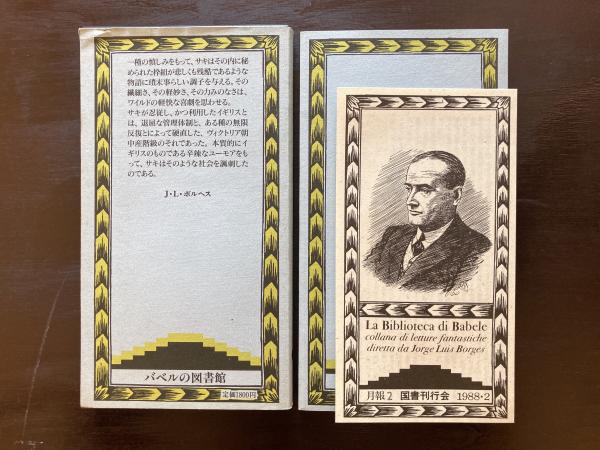 一種の慎しみをもって、サキはその内に秘
められた枠組が悲しくも残酷であるような
物語に瑣末事らしい調子を与える。その
繊細さ、その軽妙さ、その力みのなさは、
ワイルドの軽快な喜劇を思わせる。
サキが忍従し、かつ利用したイギリスと
は、退屈な管理体制と、ある種の無限
反復とによって硬直した、ヴィクトリア朝
中産階級のそれであった。本質的にイ
ギリスのものである辛辣なユーモアをも
って、サキはそのような社会を諷刺した
のである。
J・L・ボルヘス
バベルの図書館
定価1800円
La Biblioteca di Babele
collana di letture fantastiche
diretta da Jorge Luis Borges
月報2 国書刊行会 1988・2